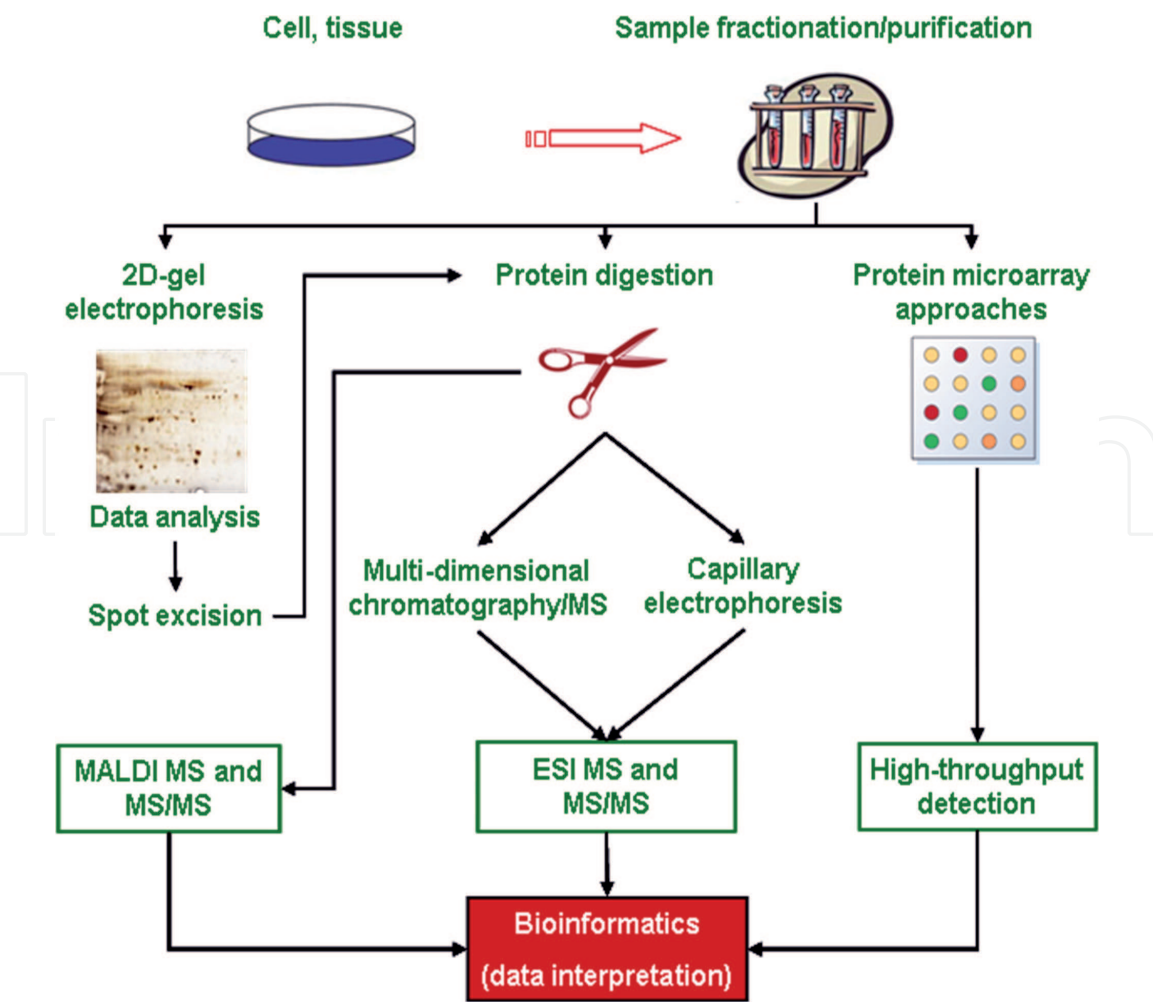 Cell, tissue
Sample fractionation/purification
2D-gel
electrophoresis
Protein digestion
Protein microarray
approaches
Data analysis
Spot excision
Multi-dimensional
chromatography/MS
Capillary
electrophoresis
MALDI MS and
MS/MS
ESI MS and
MS/MS
High-throughput
detection
Bioinformatics
(data interpretation)